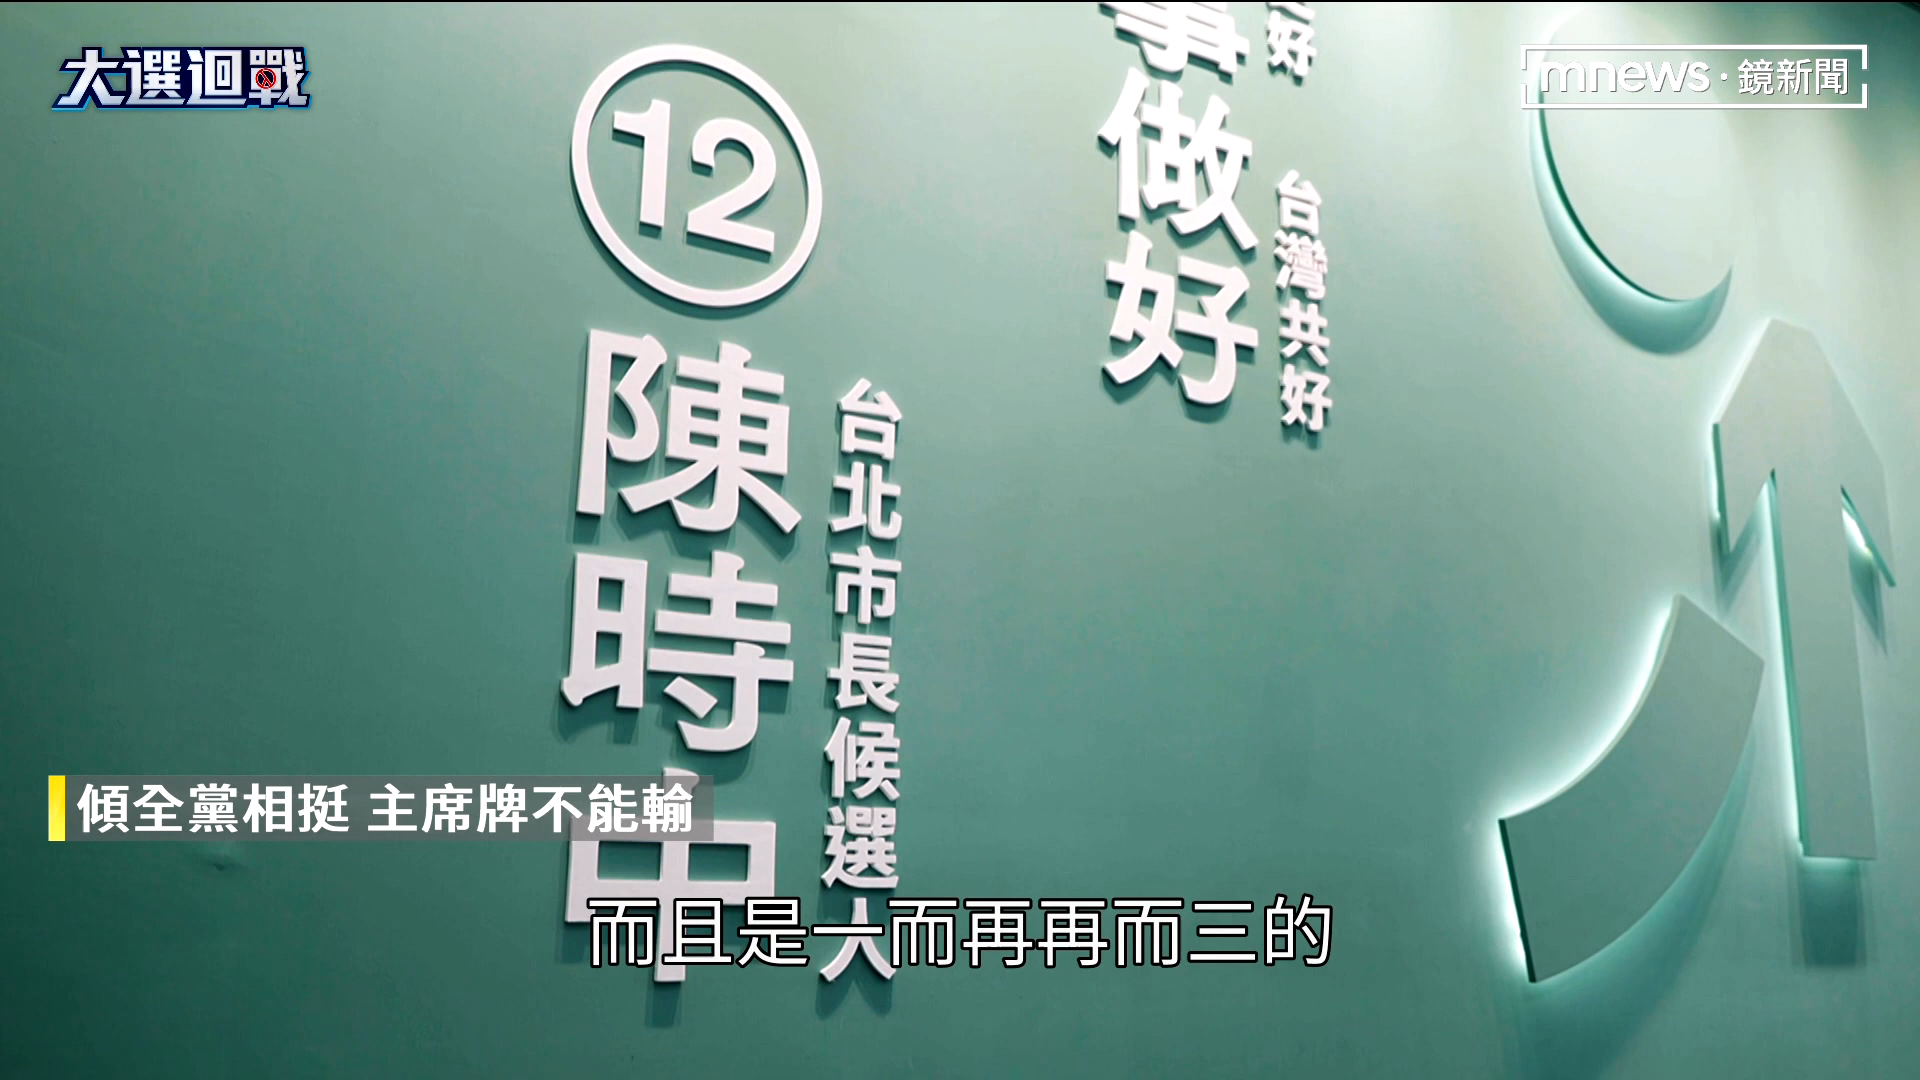 大選迴戰
mnews·鏡新聞
好
台灣共好
事做好
12
陳時中
台北市長候選人
傾全黨相挺 主席牌不能輸
而且是一而再再而三的